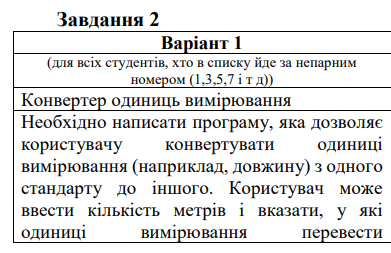 Завдання 2
Варіант 1
(для всіх студентів, хто в списку йде за непарним
номером (1,3,5,7 і т д))
Конвертер одиниць вимірювання
Необхідно написати програму, яка дозволяє
користувачу конвертувати одиниці
вимірювання (наприклад, довжину) з одного
стандарту до іншого. Користувач може
ввести кількість метрів і вказати, у які
одиниці вимірювання перевести